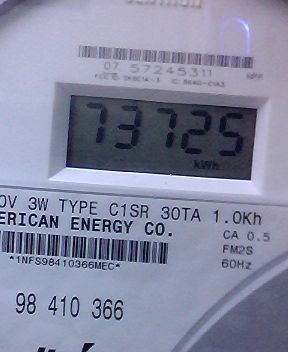 07 57245311
73725
kWh
0V 3W TYPE C1SR 30TA 1.0Kh
ERICAN ENERGY CO.
CA 0.5
FM2S
60Hz
*1NFS98410366MEC*
98 410 366